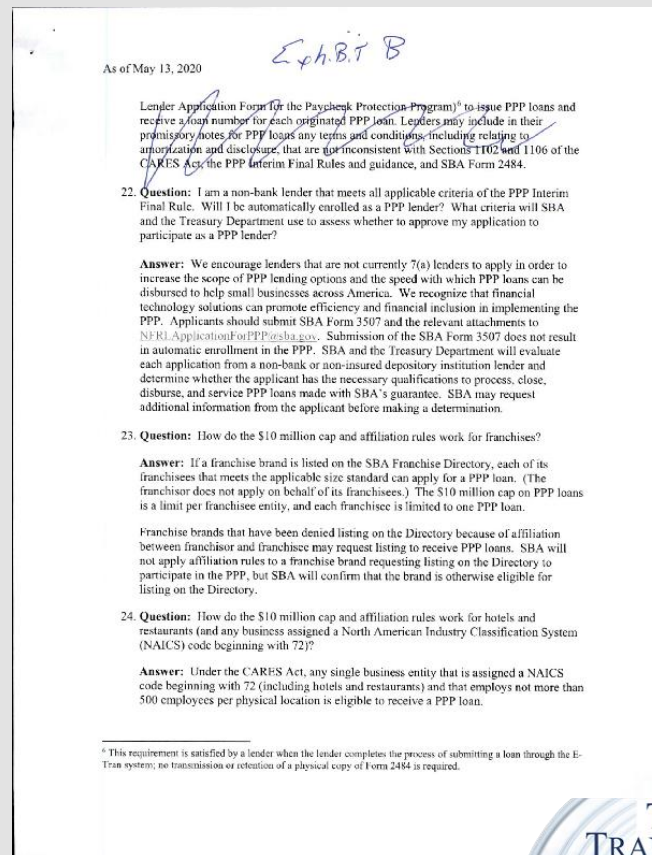 As of May 13, 2020
Exh.B.T B
Lender Application Form for the Paycheck Protection Program)⁶ to issue PPP loans and
receive a loan number for each originated PPP loan. Lenders may include in their
promissory notes for PPP loans any terms and conditions, including relating to
amortization and disclosure, that are not inconsistent with Sections 1102 and 1106 of the
CARES Act, the PPP Interim Final Rules and guidance, and SBA Form 2484.
22. Question: I am a non-bank lender that meets all applicable criteria of the PPP Interim
Final Rule. Will I be automatically enrolled as a PPP lender? What criteria will SBA
and the Treasury Department use to assess whether to approve my application to
participate as a PPP lender?
Answer: We encourage lenders that are not currently 7(a) lenders to apply in order to
increase the scope of PPP lending options and the speed with which PPP loans can be
disbursed to help small businesses across America. We recognize that financial
technology solutions can promote efficiency and financial inclusion in implementing the
PPP. Applicants should submit SBA Form 3507 and the relevant attachments to
NFRLApplicationForPPP@sba.gov. Submission of the SBA Form 3507 does not result
in automatic enrollment in the PPP. SBA and the Treasury Department will evaluate
each application from a non-bank or non-insured depository institution lender and
determine whether the applicant has the necessary qualifications to process, close,
disburse, and service PPP loans made with SBA's guarantee. SBA may request
additional information from the applicant before making a determination.
23. Question: How do the $10 million cap and affiliation rules work for franchises?
Answer: If a franchise brand is listed on the SBA Franchise Directory, each of its
franchisees that meets the applicable size standard can apply for a PPP loan. (The
franchisor does not apply on behalf of its franchisees.) The $10 million cap on PPP loans
is a limit per franchisee entity, and each franchisee is limited to one PPP loan.
Franchise brands that have been denied listing on the Directory because of affiliation
between franchisor and franchisee may request listing to receive PPP loans. SBA will
not apply affiliation rules to a franchise brand requesting listing on the Directory to
participate in the PPP, but SBA will confirm that the brand is otherwise eligible for
listing on the Directory.
24. Question: How do the $10 million cap and affiliation rules work for hotels and
restaurants (and any business assigned a North American Industry Classification System
(NAICS) code beginning with 72)?
Answer: Under the CARES Act, any single business entity that is assigned a NAICS
code beginning with 72 (including hotels and restaurants) and that employs not more than
500 employees per physical location is eligible to receive a PPP loan.
⁶ This requirement is satisfied by a lender when the lender completes the process of submitting a loan through the E-
Tran system; no transmission or retention of a physical copy of Form 2484 is required.
TRA